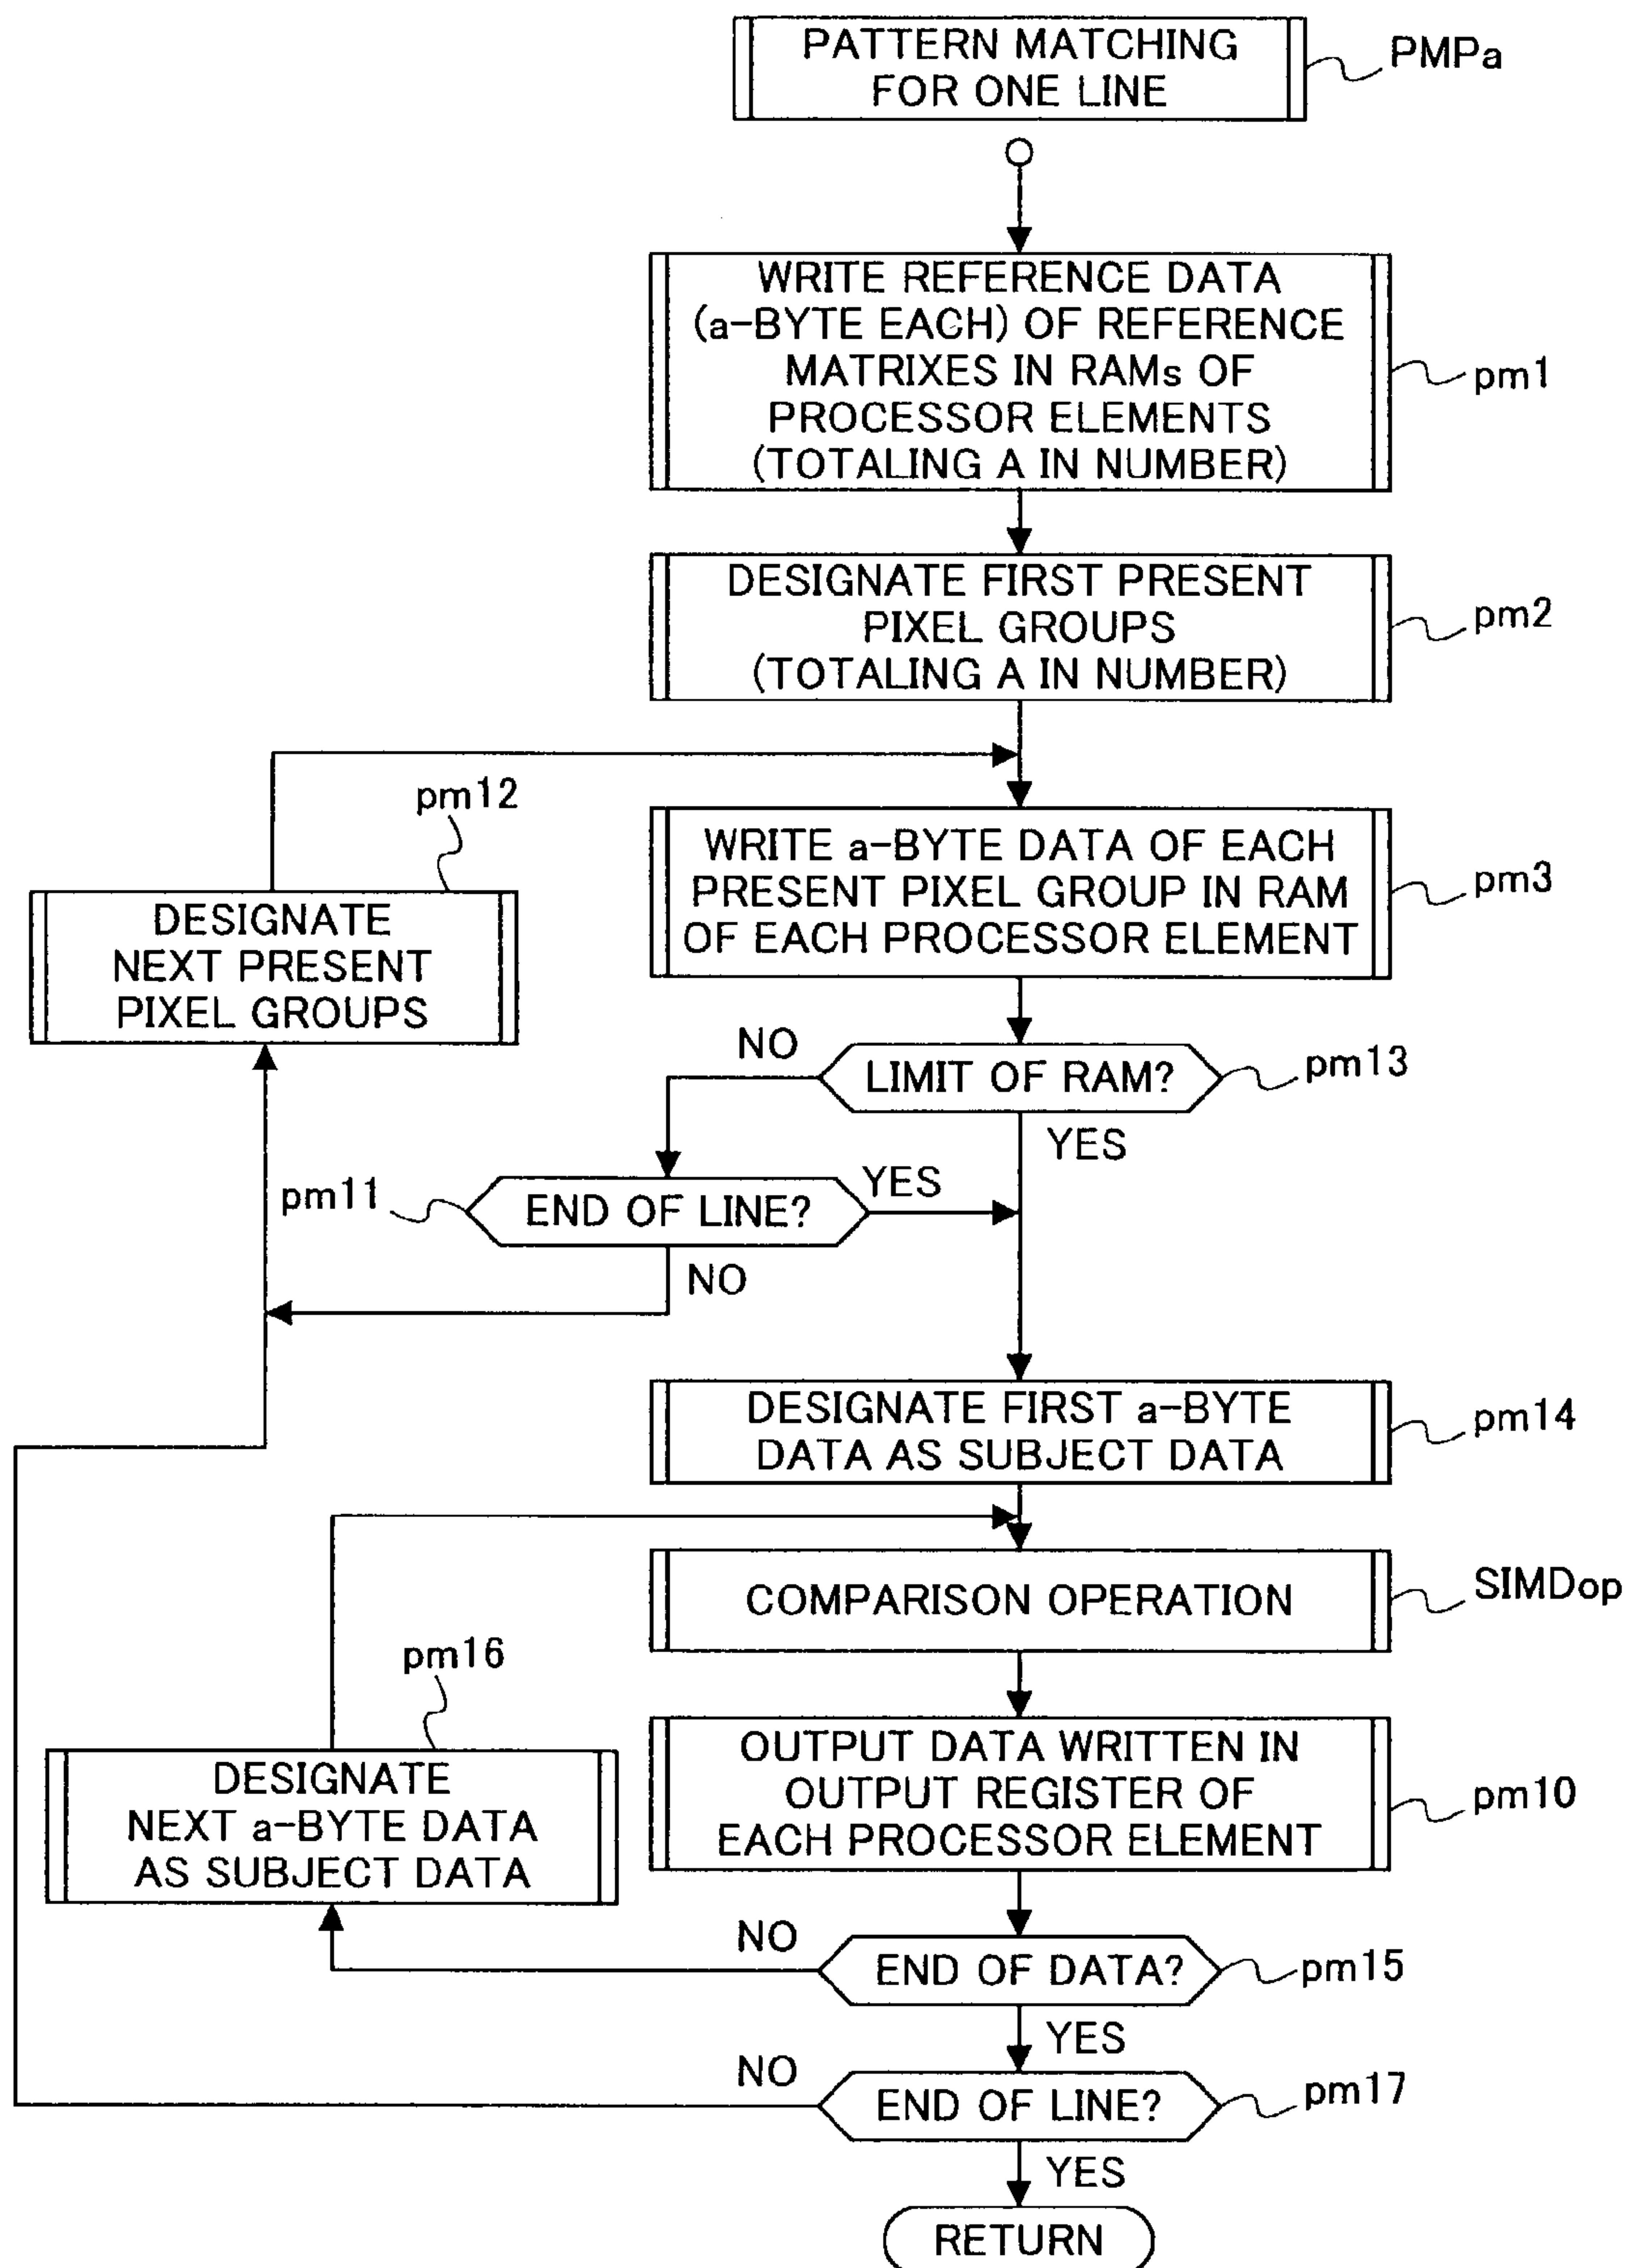 PATTERN MATCHING
FOR ONE LINE
PMPa
WRITE REFERENCE DATA
(a-BYTE EACH) OF REFERENCE
MATRIXES IN RAMs OF
PROCESSOR ELEMENTS
(TOTALING A IN NUMBER)
pm1
DESIGNATE FIRST PRESENT
PIXEL GROUPS
(TOTALING A IN NUMBER)
pm2
pm12
DESIGNATE
NEXT PRESENT
PIXEL GROUPS
WRITE a-BYTE DATA OF EACH
PRESENT PIXEL GROUP IN RAM
OF EACH PROCESSOR ELEMENT
pm3
NO
LIMIT OF RAM?
pm13
YES
pm11
END OF LINE?
YES
NO
DESIGNATE FIRST a-BYTE
DATA AS SUBJECT DATA
pm14
COMPARISON OPERATION
SIMDop
pm16
DESIGNATE
NEXT a-BYTE DATA
AS SUBJECT DATA
OUTPUT DATA WRITTEN IN
OUTPUT REGISTER OF
EACH PROCESSOR ELEMENT
pm10
NO
END OF DATA?
pm15
YES
NO
END OF LINE?
pm17
YES
RETURN